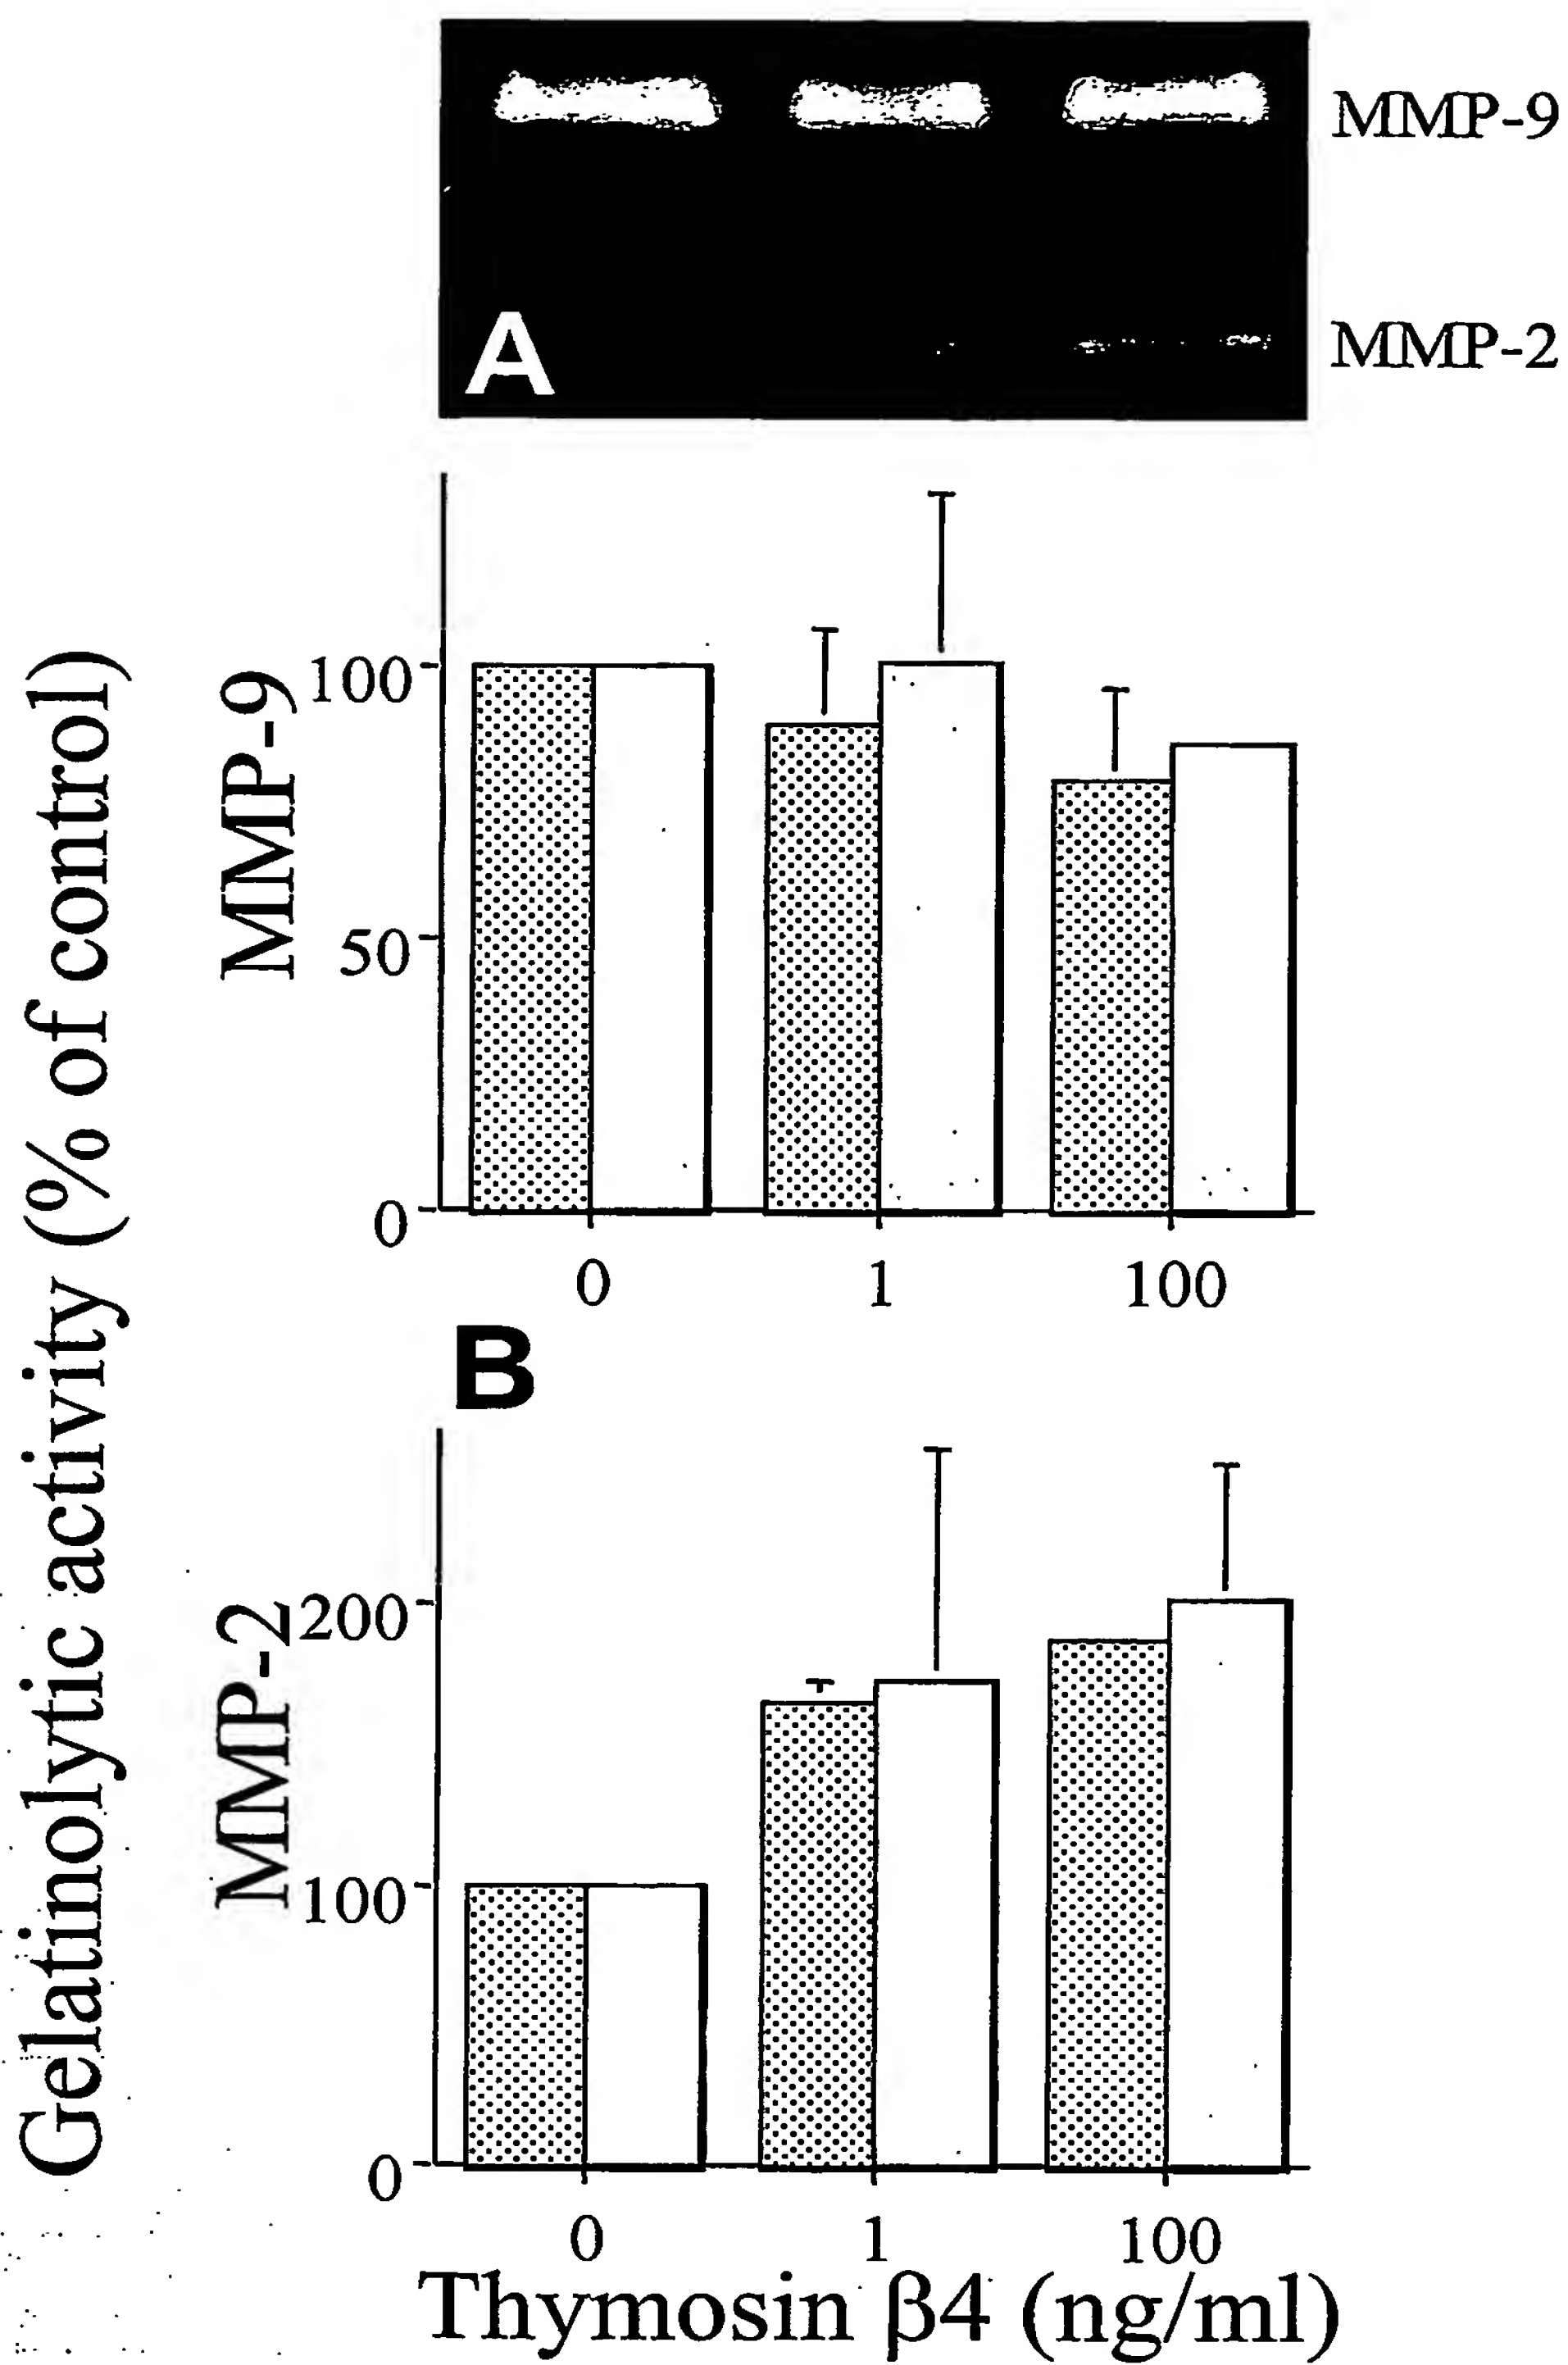 MMP-9
MMP-2
A
Gelatinolytic activity (% of control)
MMP-9
100
50
0
0 1 100
B
MMP-2
200
100
0
0 1 100
Thymosin β4 (ng/ml)